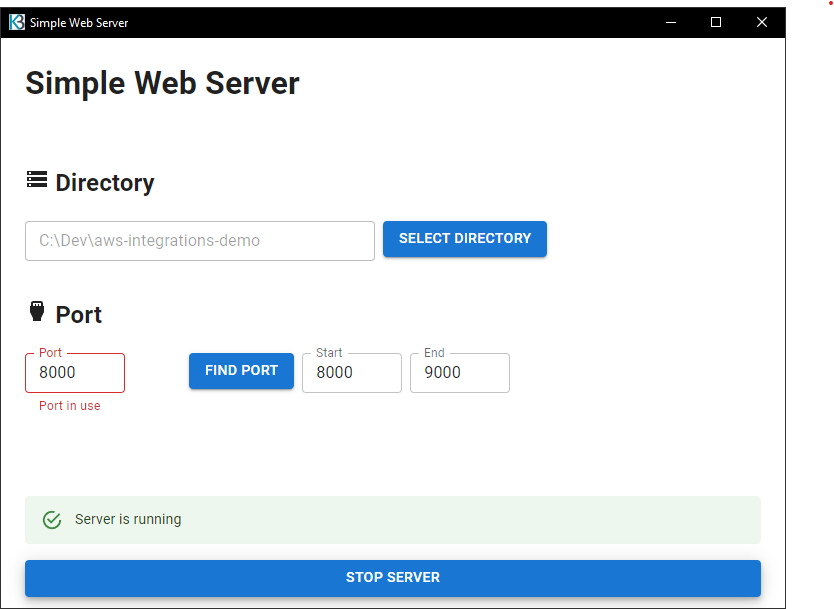 Simple Web Server
Simple Web Server
Directory
C:\Dev\aws-integrations-demo
SELECT DIRECTORY
Port
Port
8000
Port in use
FIND PORT
Start
8000
End
9000
Server is running
STOP SERVER